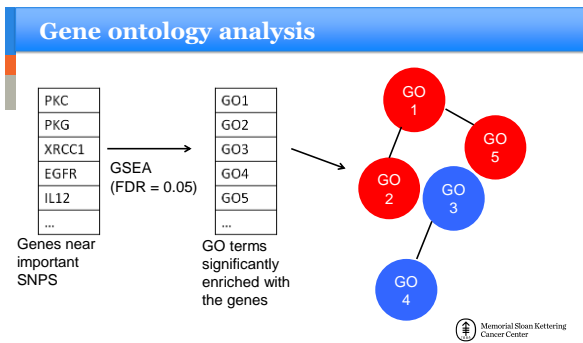 Gene ontology analysis
PKC
PKG
XRCC1
EGFR
IL12
...
Genes near
important
SNPS
GSEA
(FDR = 0.05)
GO1
GO2
GO3
GO4
GO5
...
GO terms
significantly
enriched with
the genes
GO
1
GO
5
GO
2
GO
3
GO
4
Memorial Sloan Kettering
Cancer Center